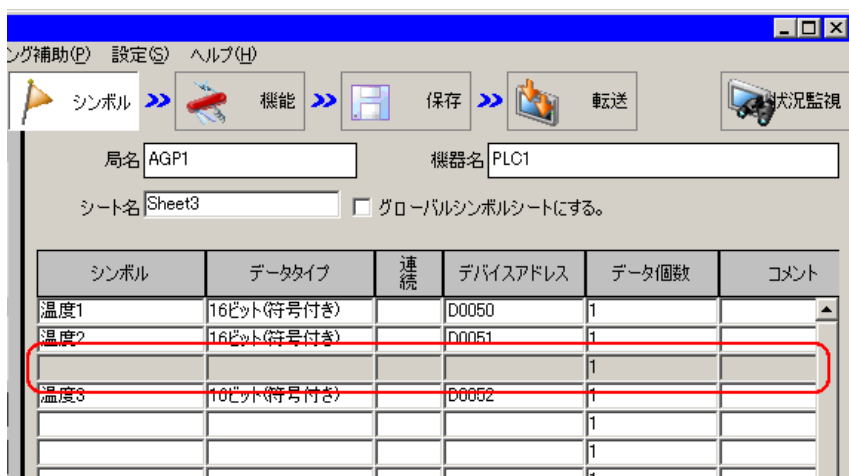 ング補助(P) 設定(S) ヘルプ(H)
シンボル 機能 保存 転送 状況監視
局名 AGP1 機器名 PLC1
シート名 Sheet3 グローバルシンボルシートにする。
シンボル データタイプ 連続 デバイスアドレス データ個数 コメント
温度1 16ビット(符号付き) D0050 1
温度2 16ビット(符号付き) D0051 1
1
温度3 16ビット(符号付き) D0052 1
1
1